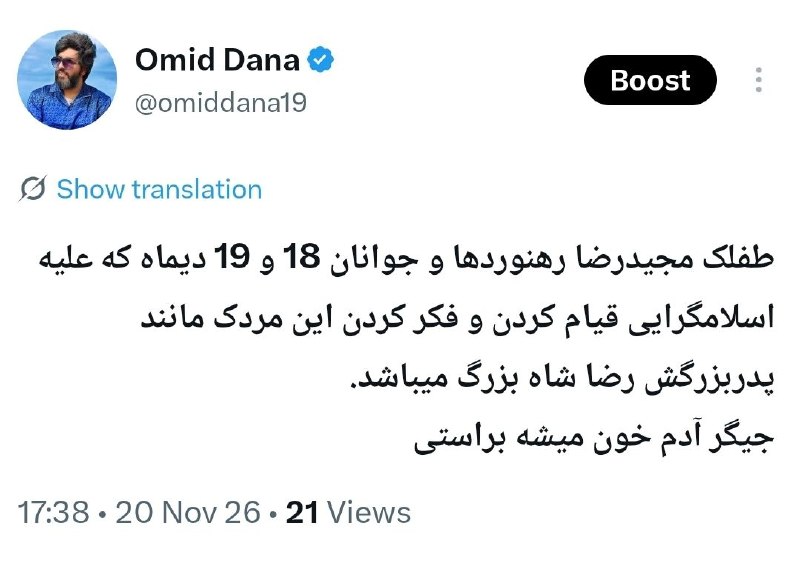 Omid Dana
@omiddana19
Boost
Show translation
طفلک مجیدرضا رهنوردها و جوانان 18 و 19 دیماه که علیه
اسلامگرایی قیام کردن و فکر کردن این مردک مانند
پدربزرگش رضا شاه بزرگ میباشد.
جیگر آدم خون میشه براستی
17:38 • 20 Nov 26 • 21 Views